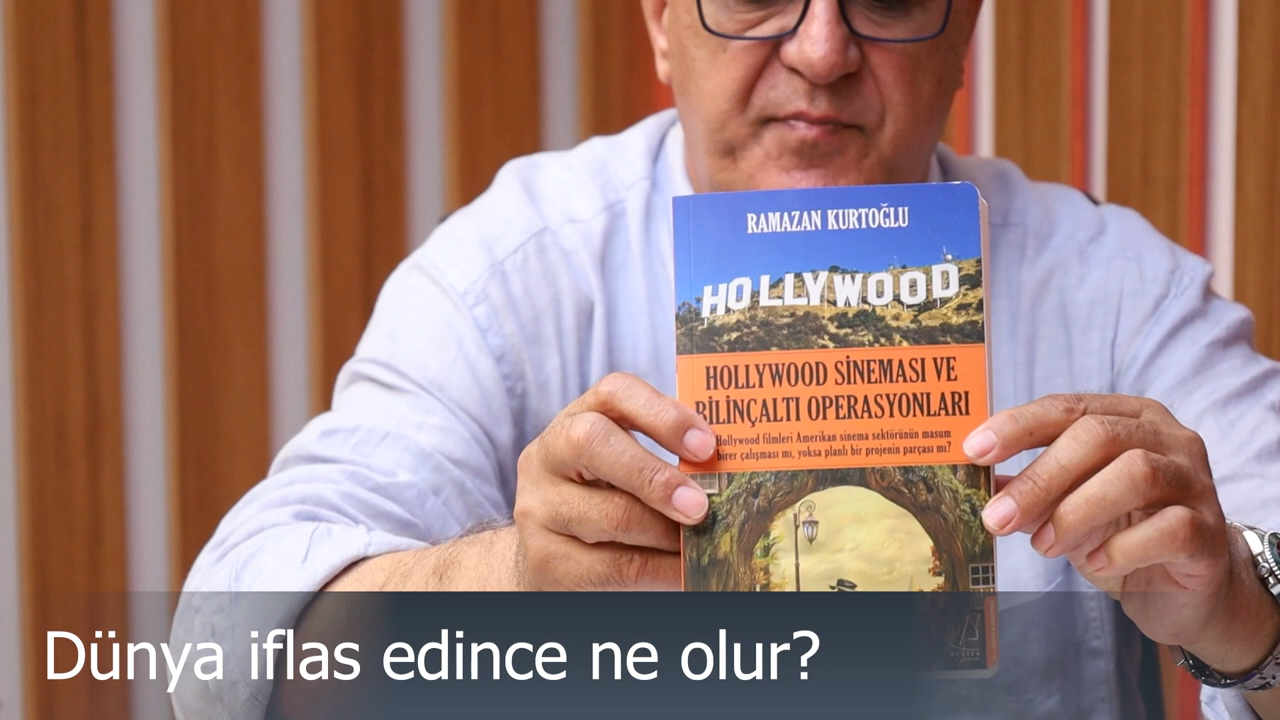 RAMAZAN KURTOĞLU
HOLLYWOOD
HOLLYWOOD SİNEMASI VE
BİLİNÇALTI OPERASYONLARI
Hollywood filmleri Amerikan sinema sektörünün masum
birer çalışması mı, yoksa planlı bir projenin parçası mı?
Dünya iflas edince ne olur?